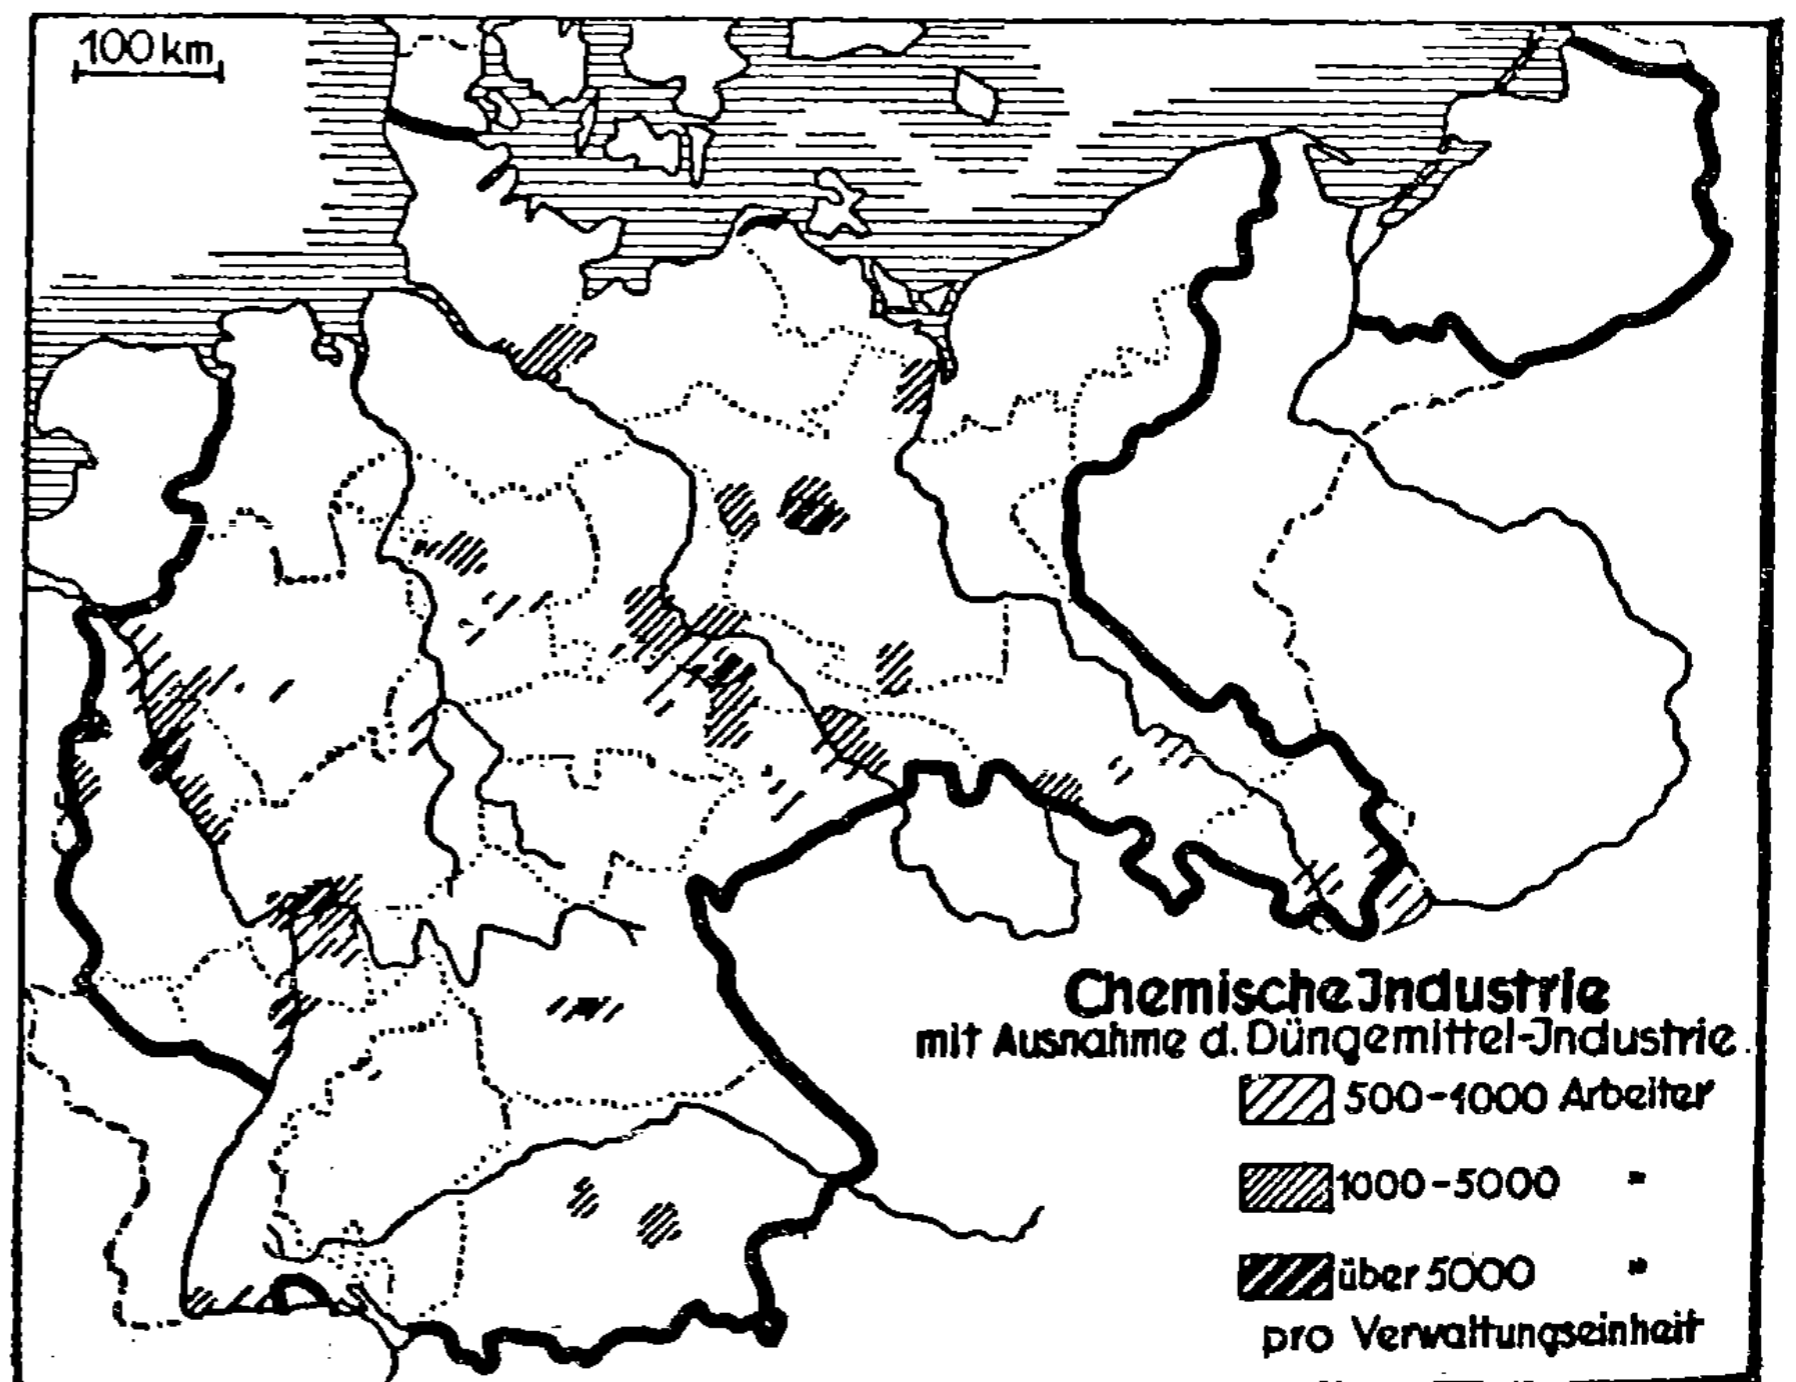 100 km
Chemische Industrie
mit Ausnahme d. Düngemittel-Industrie.
500-1000 Arbeiter
1000-5000 "
über 5000 "
pro Verwaltungseinheit